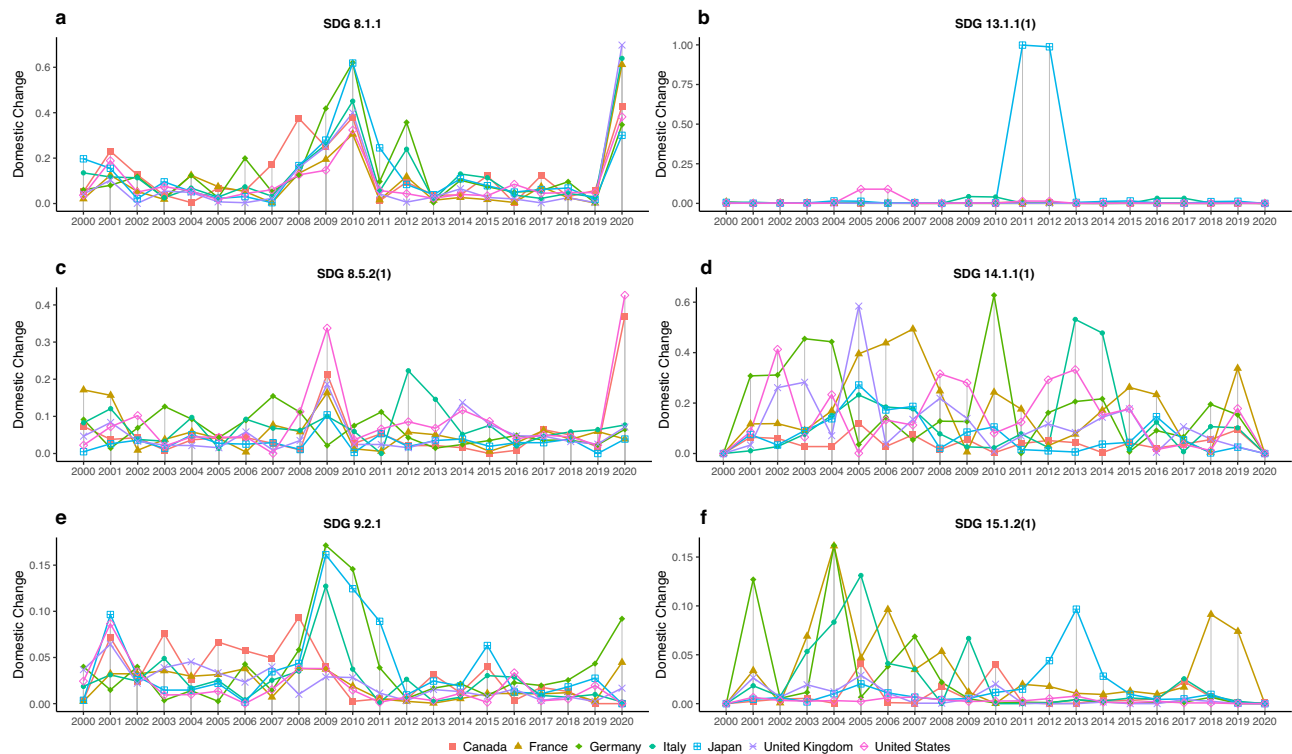 a
SDG 8.1.1
Domestic Change
0.6
0.4
0.2
0.0
2000 2001 2002 2003 2004 2005 2006 2007 2008 2009 2010 2011 2012 2013 2014 2015 2016 2017 2018 2019 2020
b
SDG 13.1.1(1)
Domestic Change
1.00
0.75
0.50
0.25
0.00
2000 2001 2002 2003 2004 2005 2006 2007 2008 2009 2010 2011 2012 2013 2014 2015 2016 2017 2018 2019 2020
c
SDG 8.5.2(1)
Domestic Change
0.4
0.3
0.2
0.1
0.0
2000 2001 2002 2003 2004 2005 2006 2007 2008 2009 2010 2011 2012 2013 2014 2015 2016 2017 2018 2019 2020
d
SDG 14.1.1(1)
Domestic Change
0.6
0.4
0.2
0.0
2000 2001 2002 2003 2004 2005 2006 2007 2008 2009 2010 2011 2012 2013 2014 2015 2016 2017 2018 2019 2020
e
SDG 9.2.1
Domestic Change
0.15
0.10
0.05
0.00
2000 2001 2002 2003 2004 2005 2006 2007 2008 2009 2010 2011 2012 2013 2014 2015 2016 2017 2018 2019 2020
f
SDG 15.1.2(1)
Domestic Change
0.15
0.10
0.05
0.00
2000 2001 2002 2003 2004 2005 2006 2007 2008 2009 2010 2011 2012 2013 2014 2015 2016 2017 2018 2019 2020
Canada France Germany Italy Japan United Kingdom United States